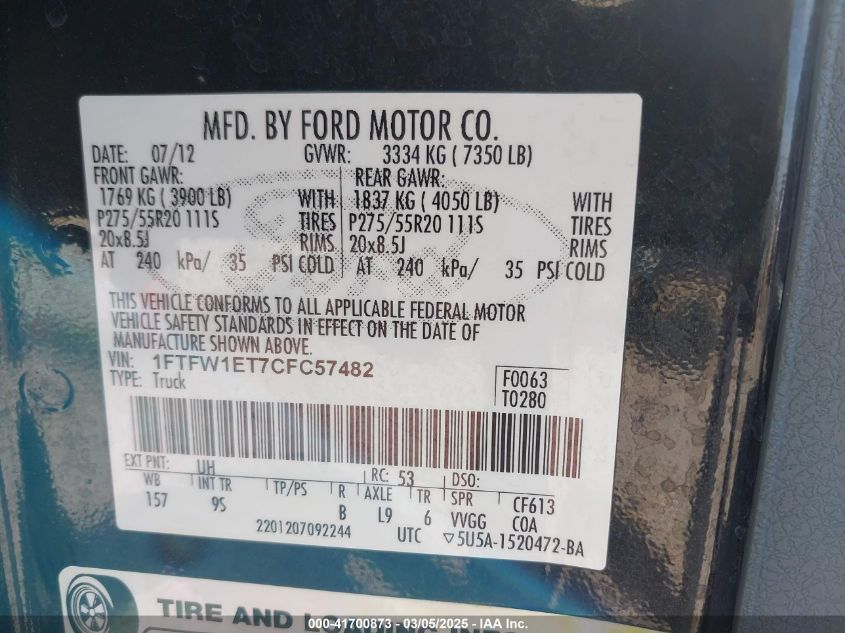 MFD. BY FORD MOTOR CO.
DATE: 07/12 GVWR: 3334 KG ( 7350 LB)
FRONT GAWR: REAR GAWR:
1769 KG ( 3900 LB) WITH 1837 KG ( 4050 LB) WITH
P275/55R20 111S TIRES P275/55R20 111S TIRES
20x8.5J RIMS 20x8.5J RIMS
AT 240 kPa/ 35 PSI COLD AT 240 kPa/ 35 PSI COLD
THIS VEHICLE CONFORMS TO ALL APPLICABLE FEDERAL MOTOR
VEHICLE SAFETY STANDARDS IN EFFECT ON THE DATE OF
MANUFACTURE SHOWN ABOVE.
VIN: 1FTFW1ET7CFC57482
TYPE: Truck
F0063
T0280
EXT PNT: UH RC: 53 DSO:
WB INT TR TP/PS R AXLE TR SPR CF613
157 9S B L9 6 VVGG COA
2201207092244 UTC ▽5U5A-1520472-BA
TIRE AND LOADING INFO
000-41700873 - 03/05/2025 - IAA Inc.